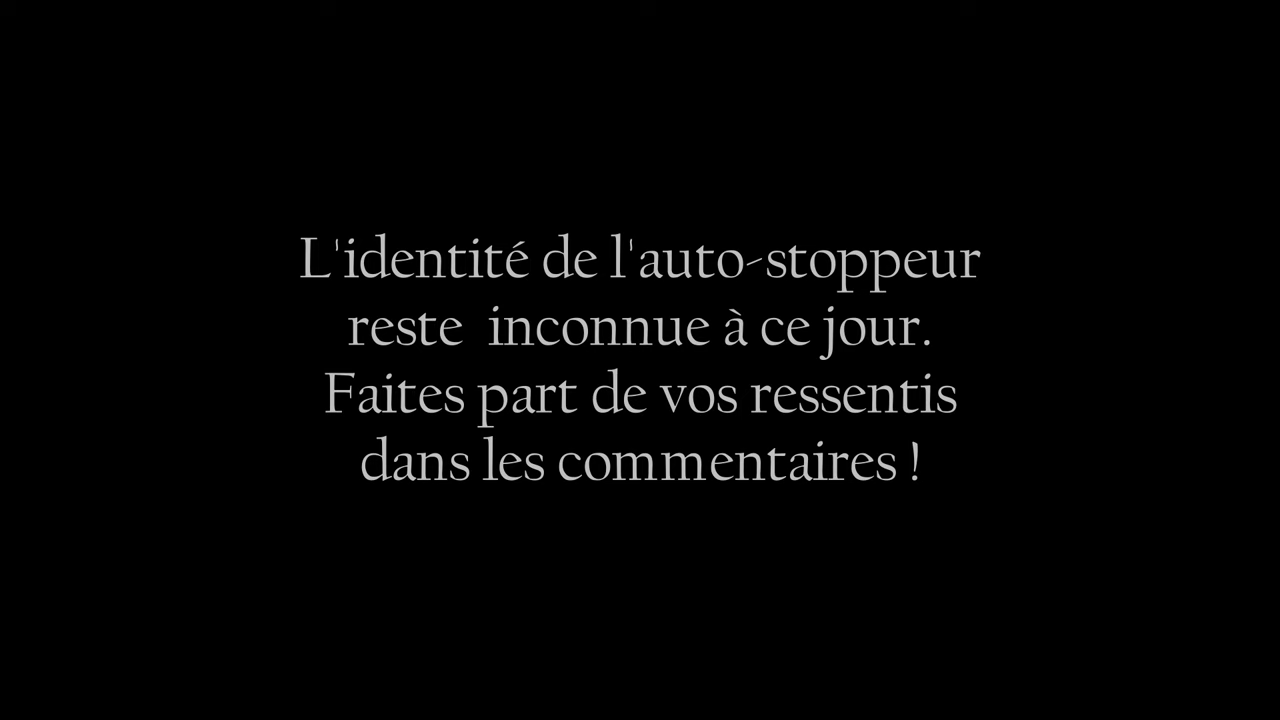 L'identité de l'auto-stoppeur
reste  inconnue à ce jour.
Faites part de vos ressentis
dans les commentaires !